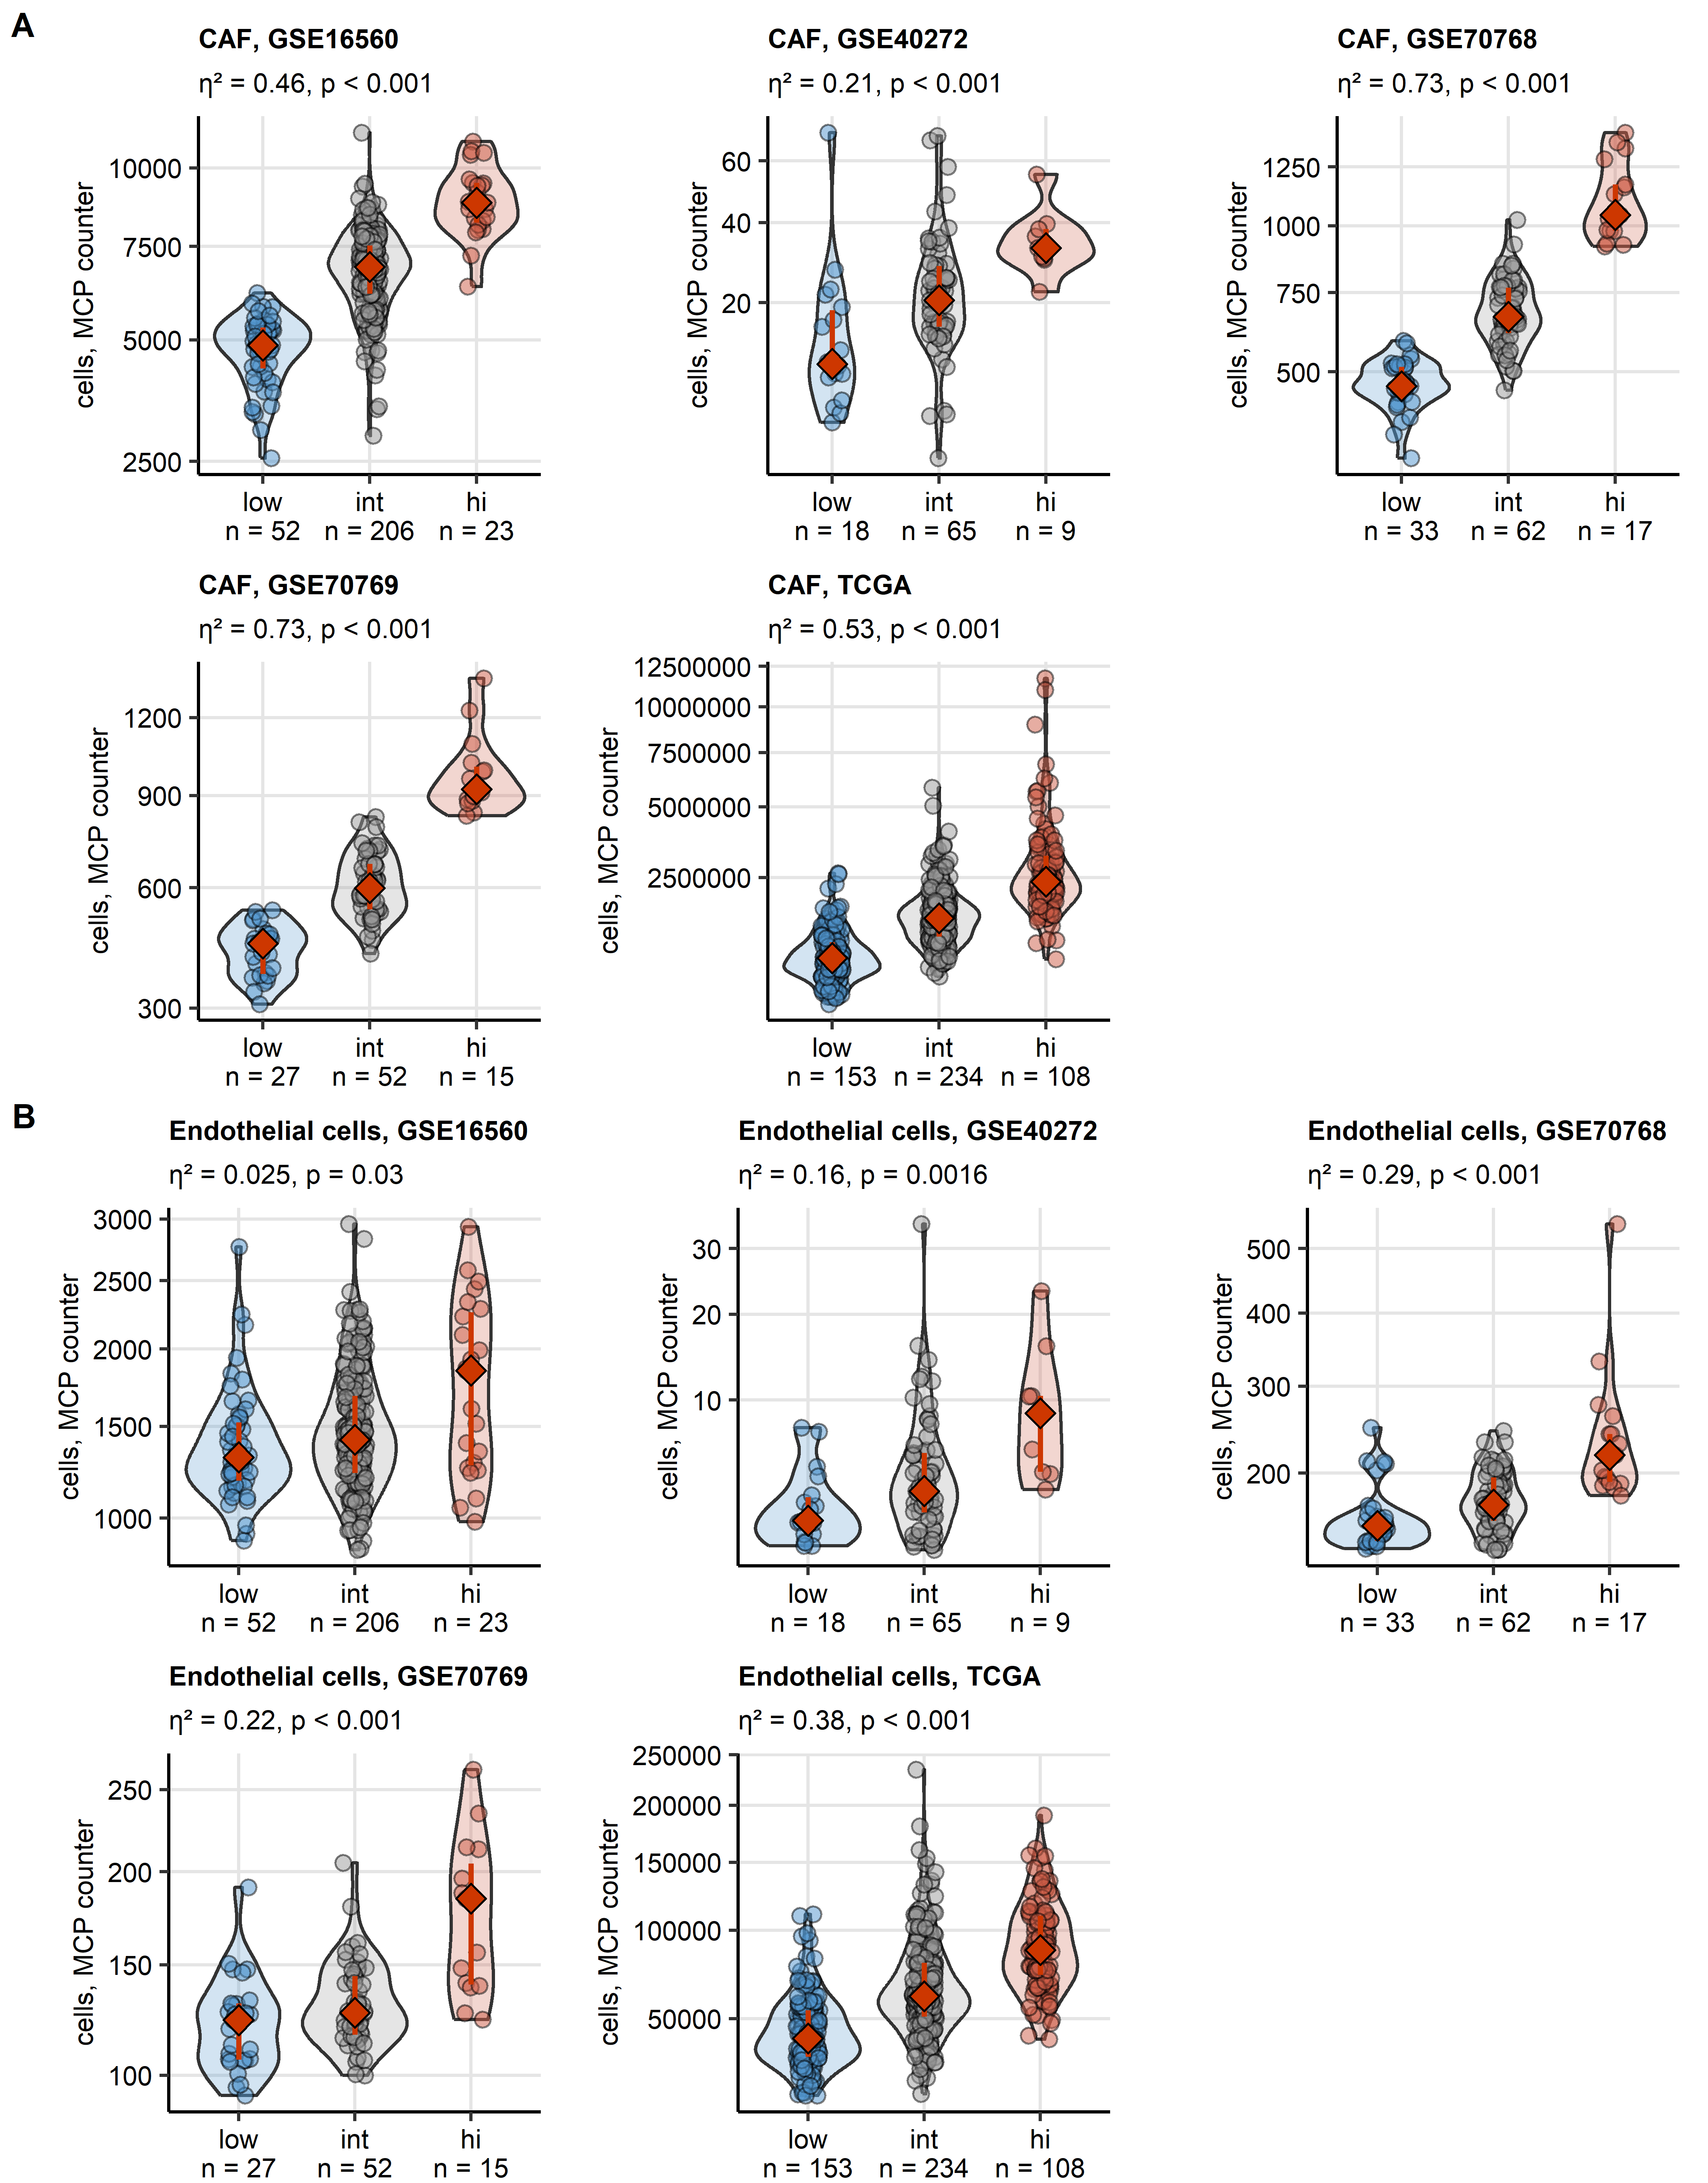 A
CAF, GSE16560
η² = 0.46, p < 0.001
cells, MCP counter
10000
7500
5000
2500
low
n = 52
int
n = 206
hi
n = 23
CAF, GSE40272
η² = 0.21, p < 0.001
cells, MCP counter
60
40
20
low
n = 18
int
n = 65
hi
n = 9
CAF, GSE70768
η² = 0.73, p < 0.001
cells, MCP counter
1250
1000
750
500
low
n = 33
int
n = 62
hi
n = 17
CAF, GSE70769
η² = 0.73, p < 0.001
cells, MCP counter
1200
900
600
300
low
n = 27
int
n = 52
hi
n = 15
CAF, TCGA
η² = 0.53, p < 0.001
cells, MCP counter
12500000
10000000
7500000
5000000
2500000
low
n = 153
int
n = 234
hi
n = 108
B
Endothelial cells, GSE16560
η² = 0.025, p = 0.03
cells, MCP counter
3000
2500
2000
1500
1000
low
n = 52
int
n = 206
hi
n = 23
Endothelial cells, GSE40272
η² = 0.16, p = 0.0016
cells, MCP counter
30
20
10
low
n = 18
int
n = 65
hi
n = 9
Endothelial cells, GSE70768
η² = 0.29, p < 0.001
cells, MCP counter
500
400
300
200
low
n = 33
int
n = 62
hi
n = 17
Endothelial cells, GSE70769
η² = 0.22, p < 0.001
cells, MCP counter
250
200
150
100
low
n = 27
int
n = 52
hi
n = 15
Endothelial cells, TCGA
η² = 0.38, p < 0.001
cells, MCP counter
250000
200000
150000
100000
50000
low
n = 153
int
n = 234
hi
n = 108